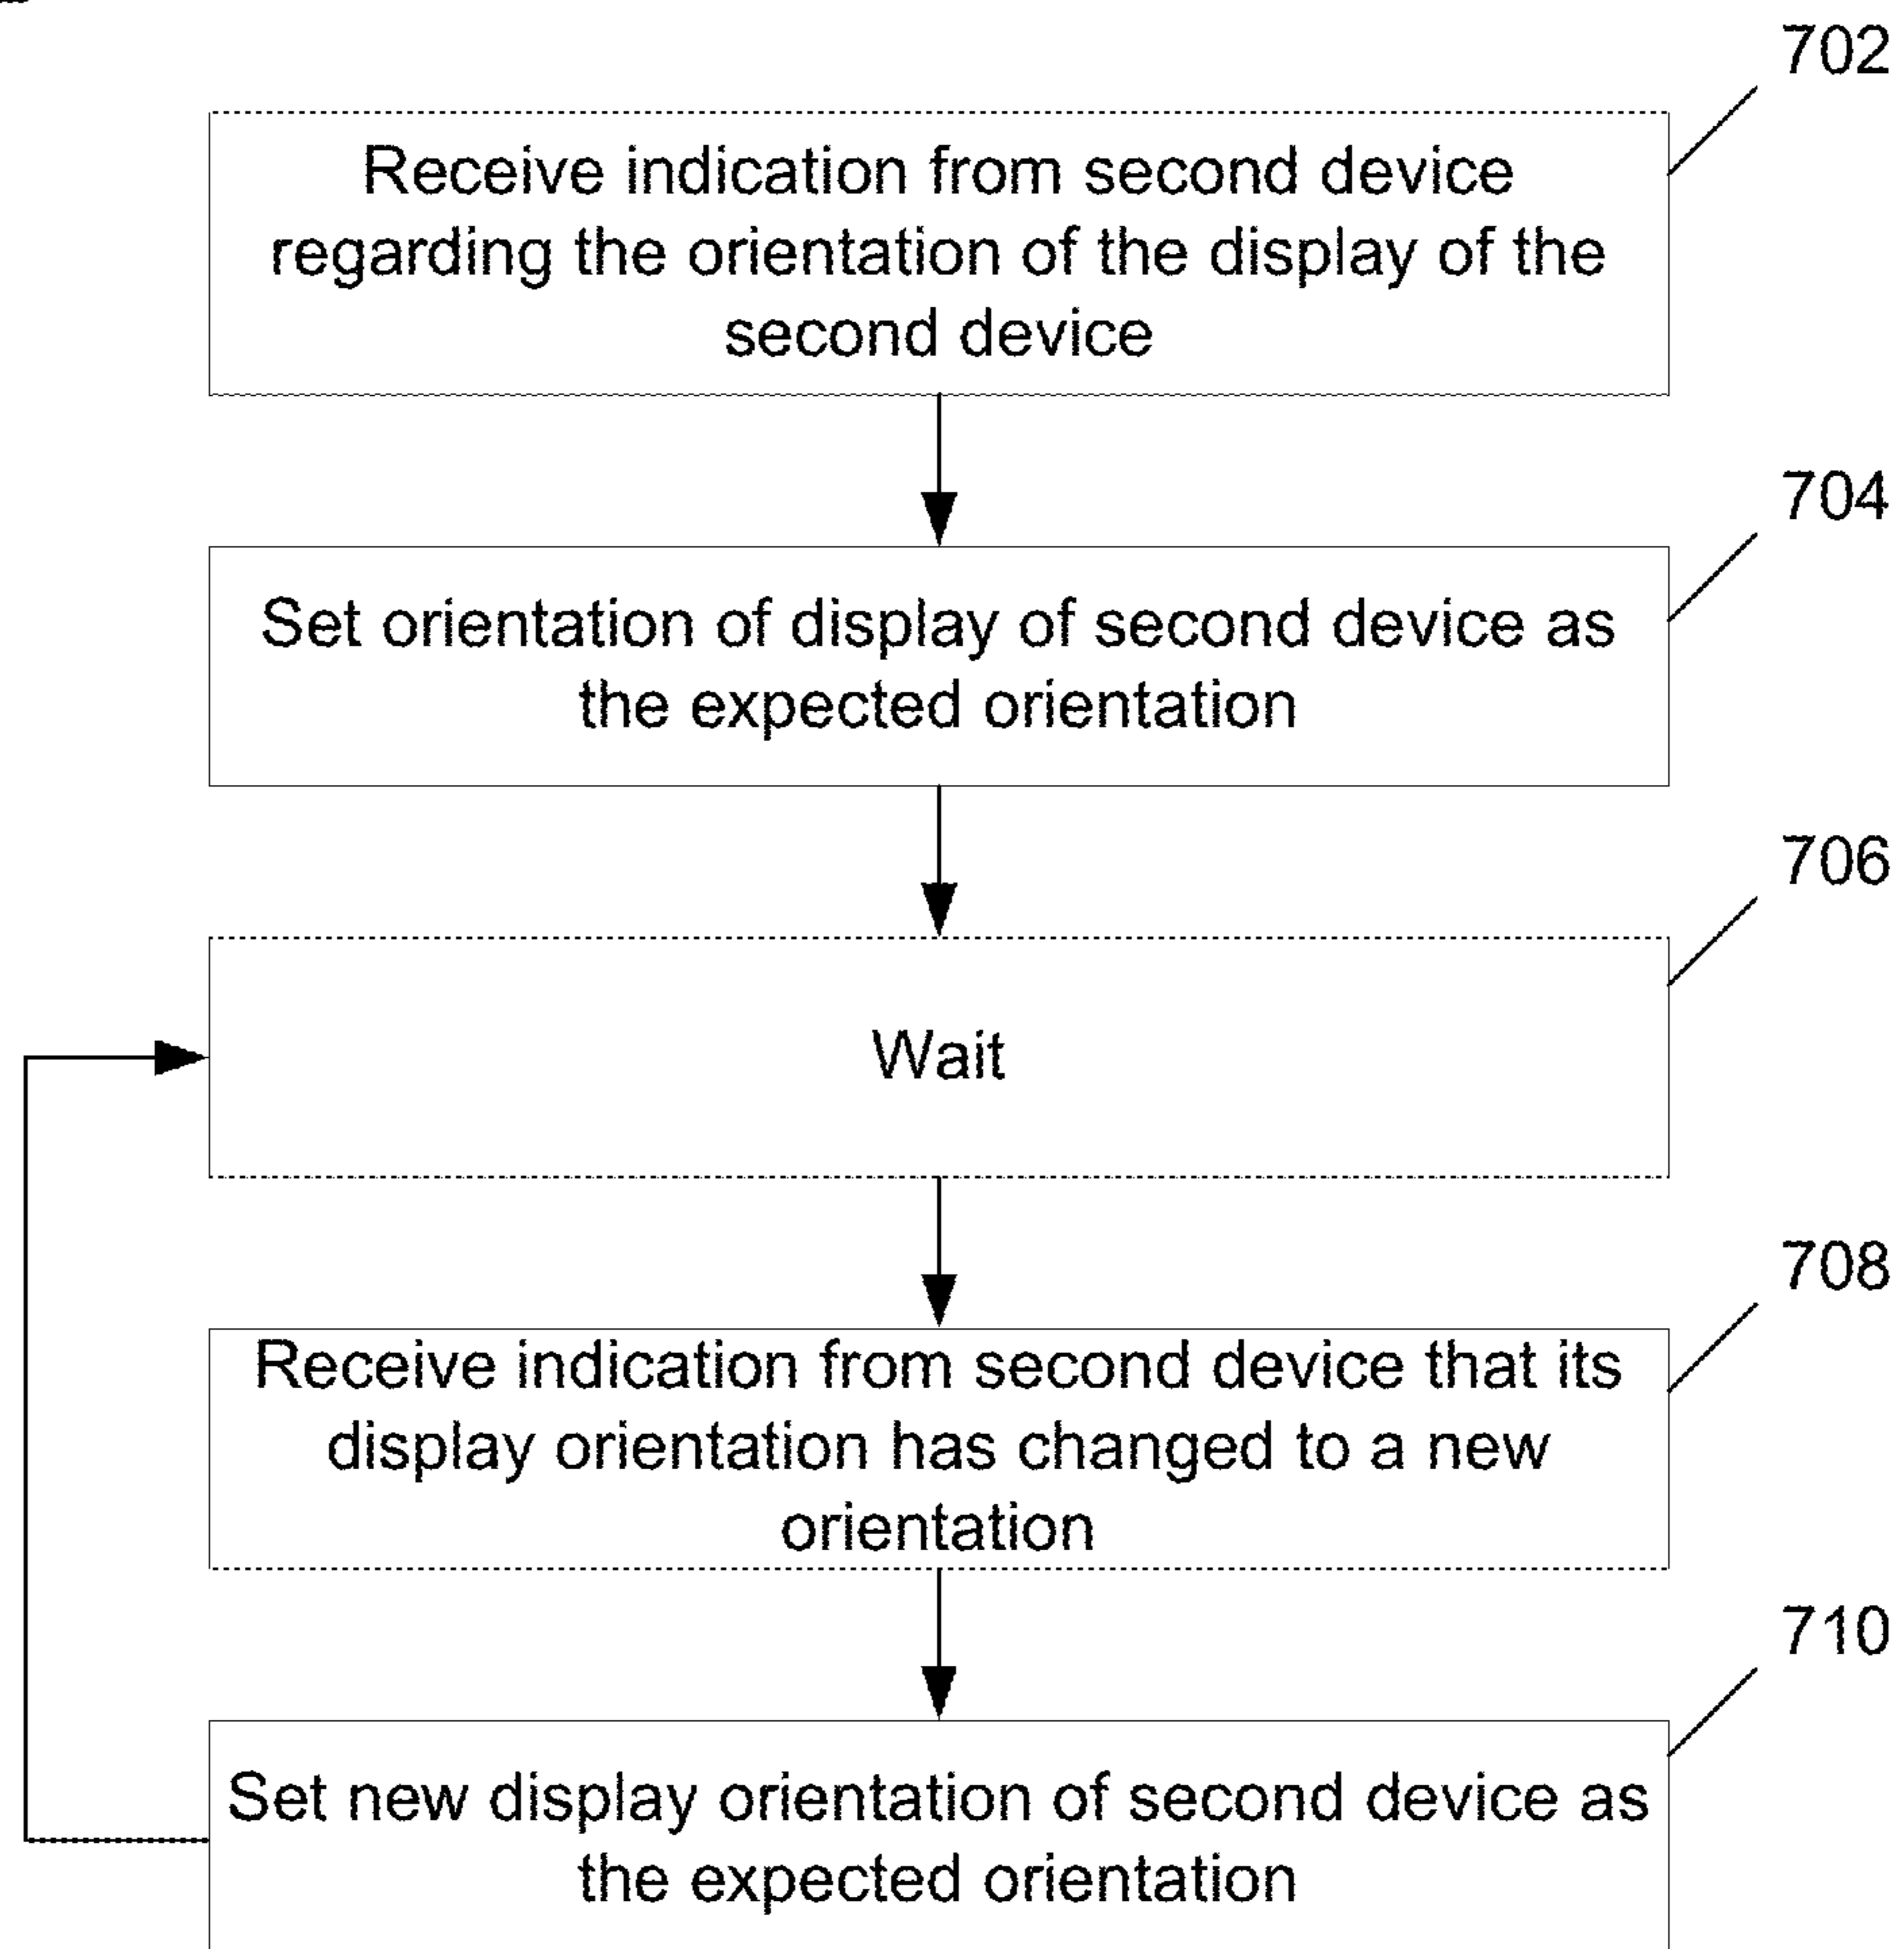 702
Receive indication from second device
regarding the orientation of the display of the
second device
704
Set orientation of display of second device as
the expected orientation
706
Wait
708
Receive indication from second device that its
display orientation has changed to a new
orientation
710
Set new display orientation of second device as
the expected orientation